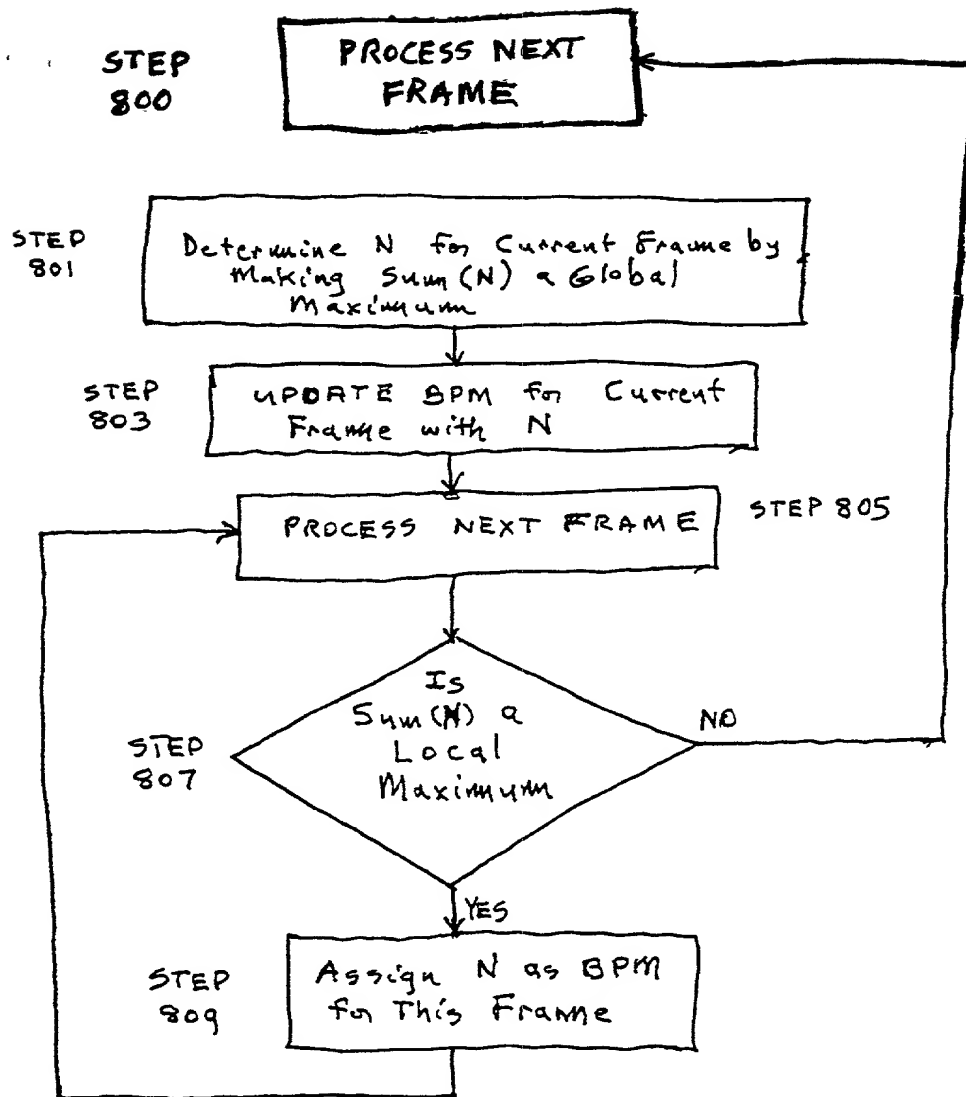 STEP
800
PROCESS NEXT
FRAME
STEP
801
Determine N for Current Frame by
Making Sum(N) a Global
Maximum
STEP
803
UPDATE BPM for Current
Frame with N
PROCESS NEXT FRAME
STEP 805
Is
Sum(N) a
Local
Maximum
NO
STEP
807
YES
STEP
809
Assign N as BPM
for This Frame